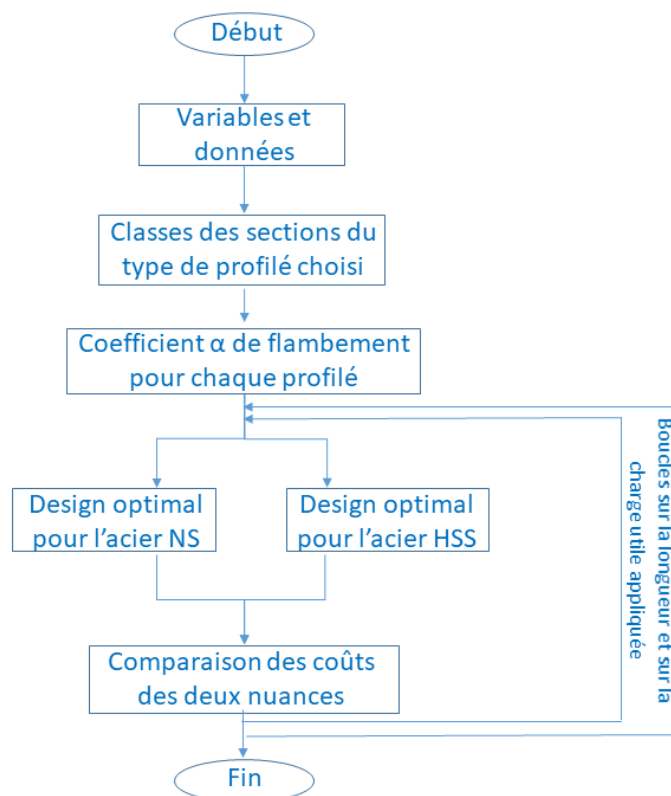 Début
Variables et
données
Classes des sections du
type de profilé choisi
Coefficient α de flambement
pour chaque profilé
Design optimal
pour l’acier NS
Design optimal
pour l’acier HSS
Boucles sur la longueur et sur la
charge utile appliquée
Comparaison des coûts
des deux nuances
Fin